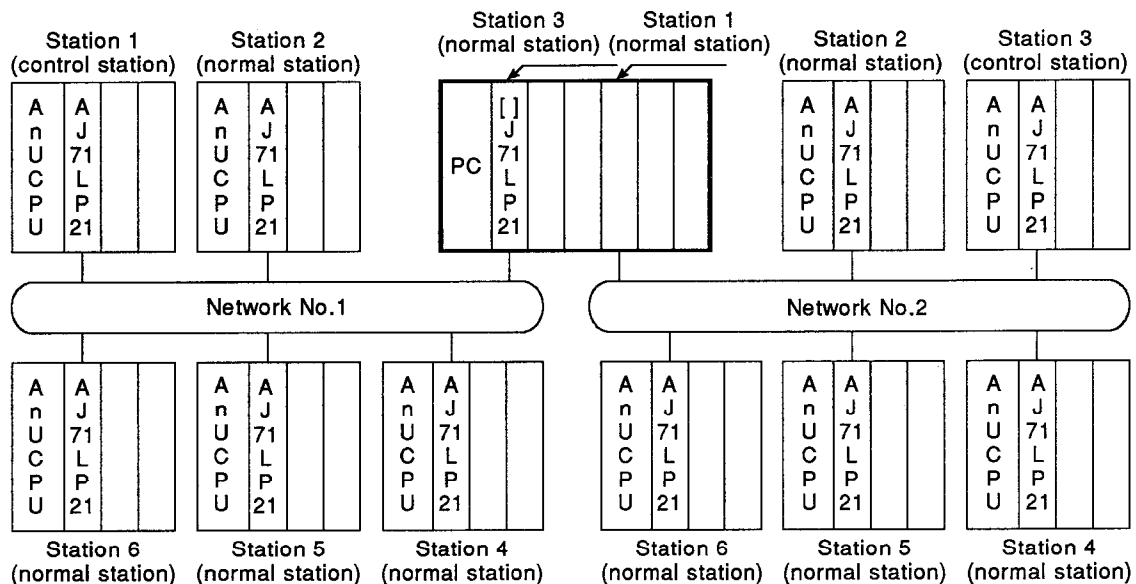 Station 1
(control station)
Station 2
(normal station)
Station 3
(normal station)
Station 1
(normal station)
Station 2
(normal station)
Station 3
(control station)
A
n
U
C
P
U
A
J
71
L
P
21
A
n
U
C
P
U
A
J
71
L
P
21
PC
[ ]
J
71
L
P
21
A
n
U
C
P
U
A
J
71
L
P
21
A
n
U
C
P
U
A
J
71
L
P
21
Network No.1
Network No.2
A
n
U
C
P
U
A
J
71
L
P
21
A
n
U
C
P
U
A
J
71
L
P
21
A
n
U
C
P
U
A
J
71
L
P
21
A
n
U
C
P
U
A
J
71
L
P
21
A
n
U
C
P
U
A
J
71
L
P
21
A
n
U
C
P
U
A
J
71
L
P
21
Station 6
(normal station)
Station 5
(normal station)
Station 4
(normal station)
Station 6
(normal station)
Station 5
(normal station)
Station 4
(normal station)